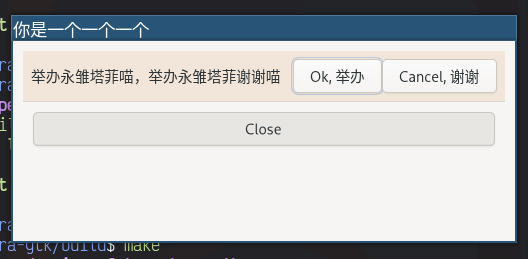 你是一个一个一个
举办永雏塔菲喵，举办永雏塔菲谢谢喵
Ok, 举办
Cancel, 谢谢
Close
ra-gtk/build$ make